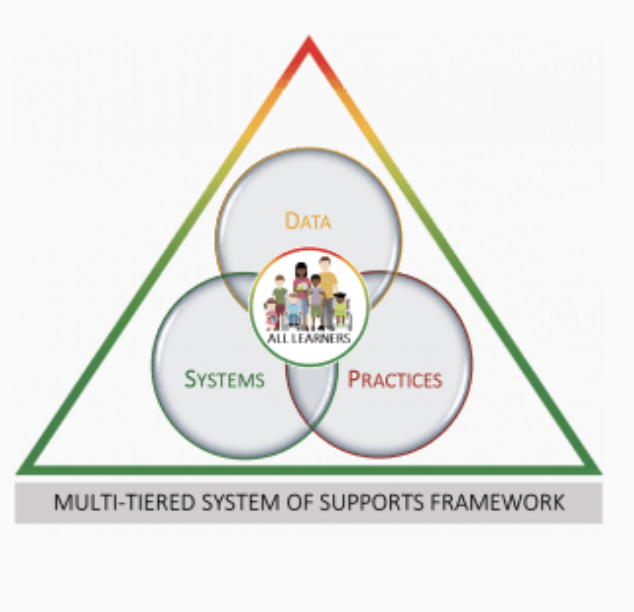 DATA
ALL LEARNERS
SYSTEMS
PRACTICES
MULTI-TIERED SYSTEM OF SUPPORTS FRAMEWORK